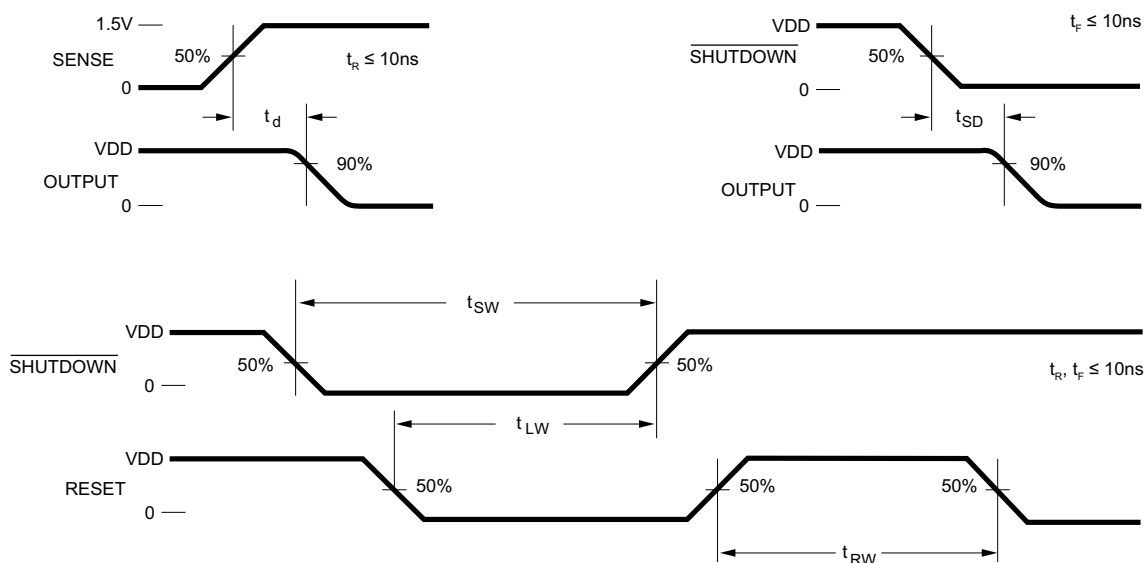 1.5V
SENSE
50%
0
t_R ≤ 10ns
t_d
VDD
OUTPUT
90%
0
VDD
SHUTDOWN
50%
0
t_F ≤ 10ns
t_SD
VDD
OUTPUT
90%
0
t_SW
VDD
SHUTDOWN
50%
50%
0
t_R, t_F ≤ 10ns
t_LW
VDD
RESET
50%
50%
50%
0
t_RW